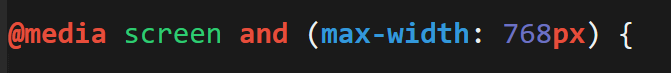 @media screen and (max-width: 768px) {